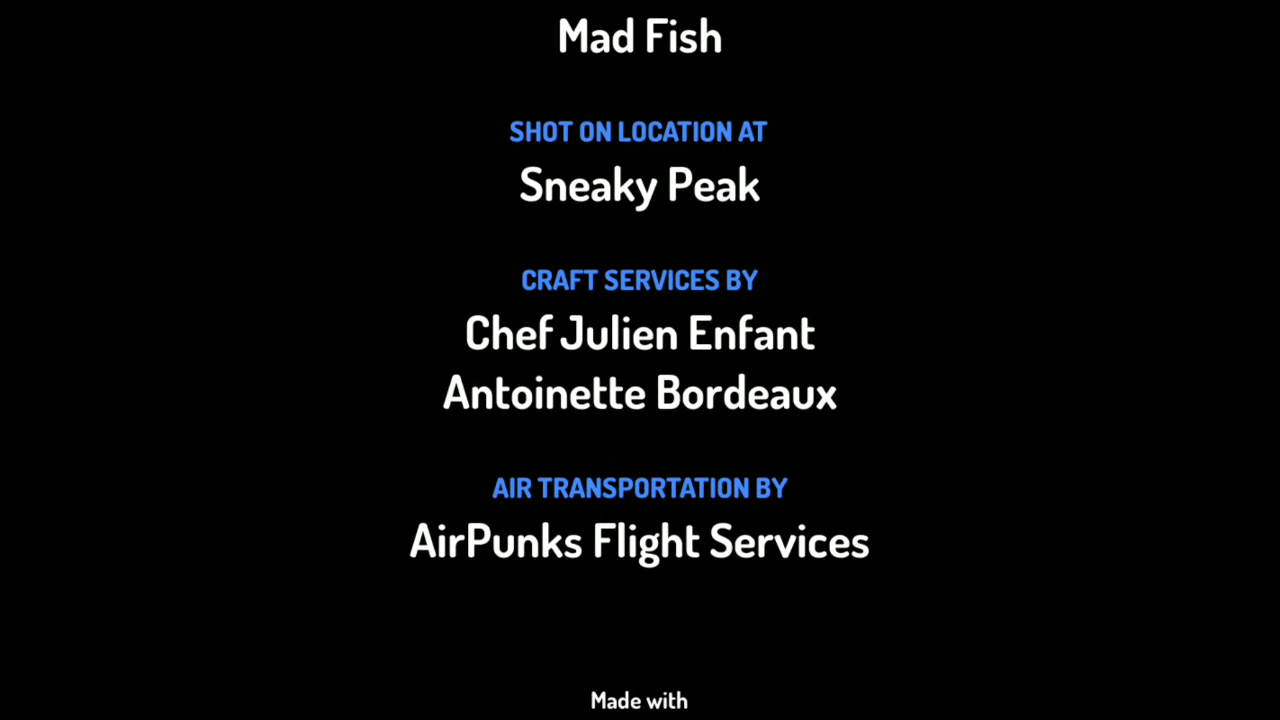 Mad Fish
SHOT ON LOCATION AT
Sneaky Peak
CRAFT SERVICES BY
Chef Julien Enfant
Antoinette Bordeaux
AIR TRANSPORTATION BY
AirPunks Flight Services
Made with